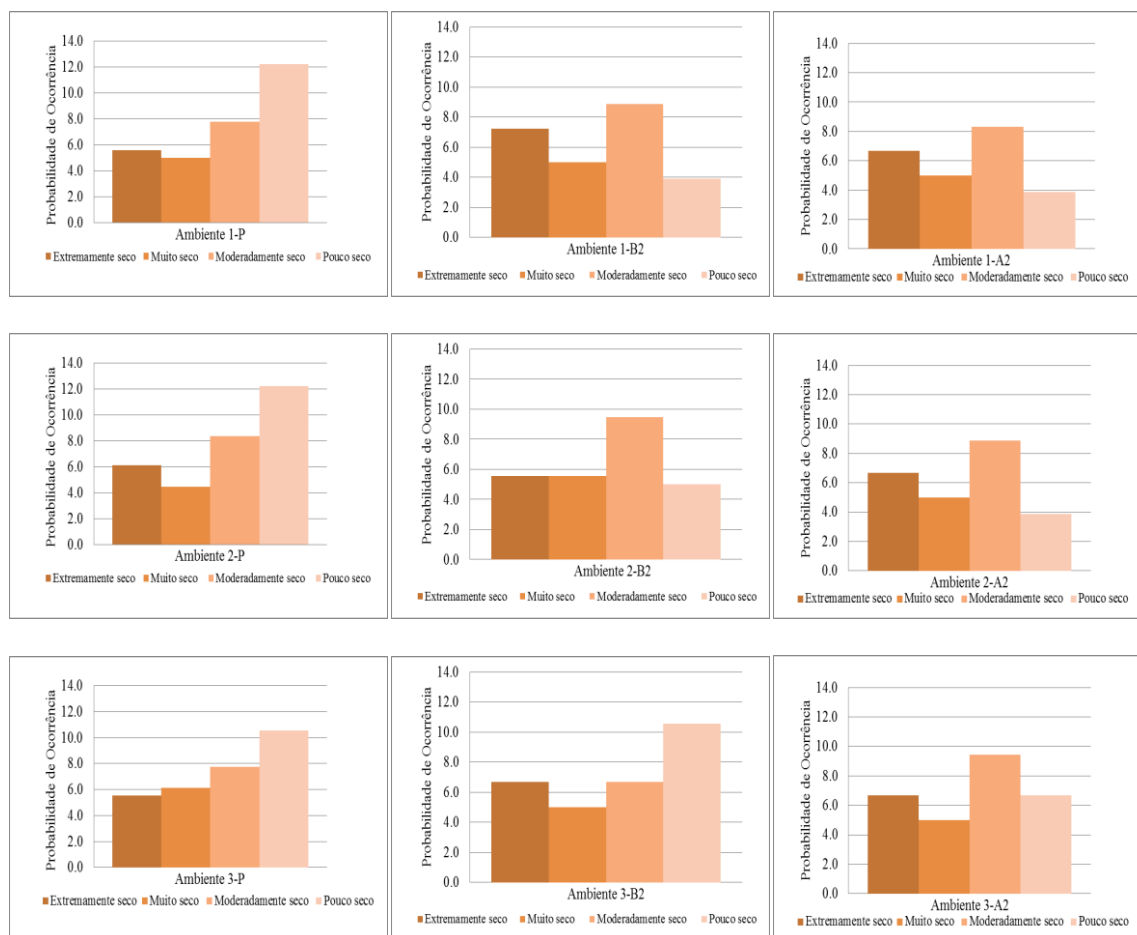 Probabilidade de Ocorrência
14.0
12.0
10.0
8.0
6.0
4.0
2.0
0.0
Ambiente 1-P
Extremamente seco Muito seco Moderadamente seco Pouco seco
Probabilidade de Ocorrência
14.0
12.0
10.0
8.0
6.0
4.0
2.0
0.0
Ambiente 1-B2
Extremamente seco Muito seco Moderadamente seco Pouco seco
Probabilidade de Ocorrência
14.0
12.0
10.0
8.0
6.0
4.0
2.0
0.0
Ambiente 1-A2
Extremamente seco Muito seco Moderadamente seco Pouco seco
Probabilidade de Ocorrência
14.0
12.0
10.0
8.0
6.0
4.0
2.0
0.0
Ambiente 2-P
Extremamente seco Muito seco Moderadamente seco Pouco seco
Probabilidade de Ocorrência
14.0
12.0
10.0
8.0
6.0
4.0
2.0
0.0
Ambiente 2-B2
Extremamente seco Muito seco Moderadamente seco Pouco seco
Probabilidade de Ocorrência
14.0
12.0
10.0
8.0
6.0
4.0
2.0
0.0
Ambiente 2-A2
Extremamente seco Muito seco Moderadamente seco Pouco seco
Probabilidade de Ocorrência
14.0
12.0
10.0
8.0
6.0
4.0
2.0
0.0
Ambiente 3-P
Extremamente seco Muito seco Moderadamente seco Pouco seco
Probabilidade de Ocorrência
14.0
12.0
10.0
8.0
6.0
4.0
2.0
0.0
Ambiente 3-B2
Extremamente seco Muito seco Moderadamente seco Pouco seco
Probabilidade de Ocorrência
14.0
12.0
10.0
8.0
6.0
4.0
2.0
0.0
Ambiente 3-A2
Extremamente seco Muito seco Moderadamente seco Pouco seco